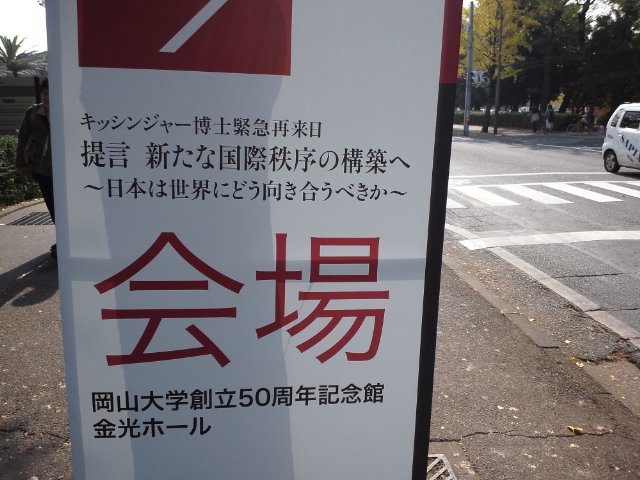 キッシンジャー博士緊急再来日
提言 新たな国際秩序の構築へ
～日本は世界にどう向き合うべきか～
会場
岡山大学創立50周年記念館
金光ホール